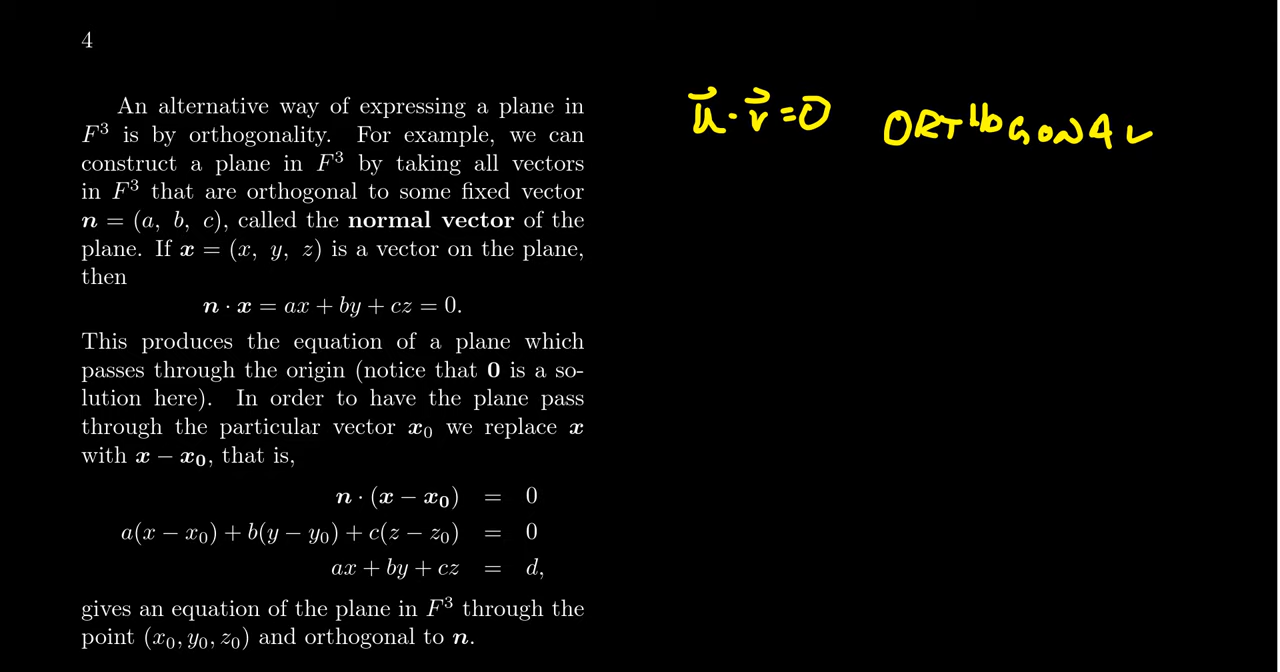 4
An alternative way of expressing a plane in
F³ is by orthogonality. For example, we can
construct a plane in F³ by taking all vectors
in F³ that are orthogonal to some fixed vector
n = (a, b, c), called the normal vector of the
plane. If x = (x, y, z) is a vector on the plane,
then
n · x = ax + by + cz = 0.
This produces the equation of a plane which
passes through the origin (notice that 0 is a so-
lution here). In order to have the plane pass
through the particular vector x₀ we replace x
with x − x₀, that is,
n · (x − x₀) = 0
a(x − x₀) + b(y − y₀) + c(z − z₀) = 0
ax + by + cz = d,
gives an equation of the plane in F³ through the
point (x₀, y₀, z₀) and orthogonal to n.
u⃗ · v⃗ = 0 ORTHOGONAL